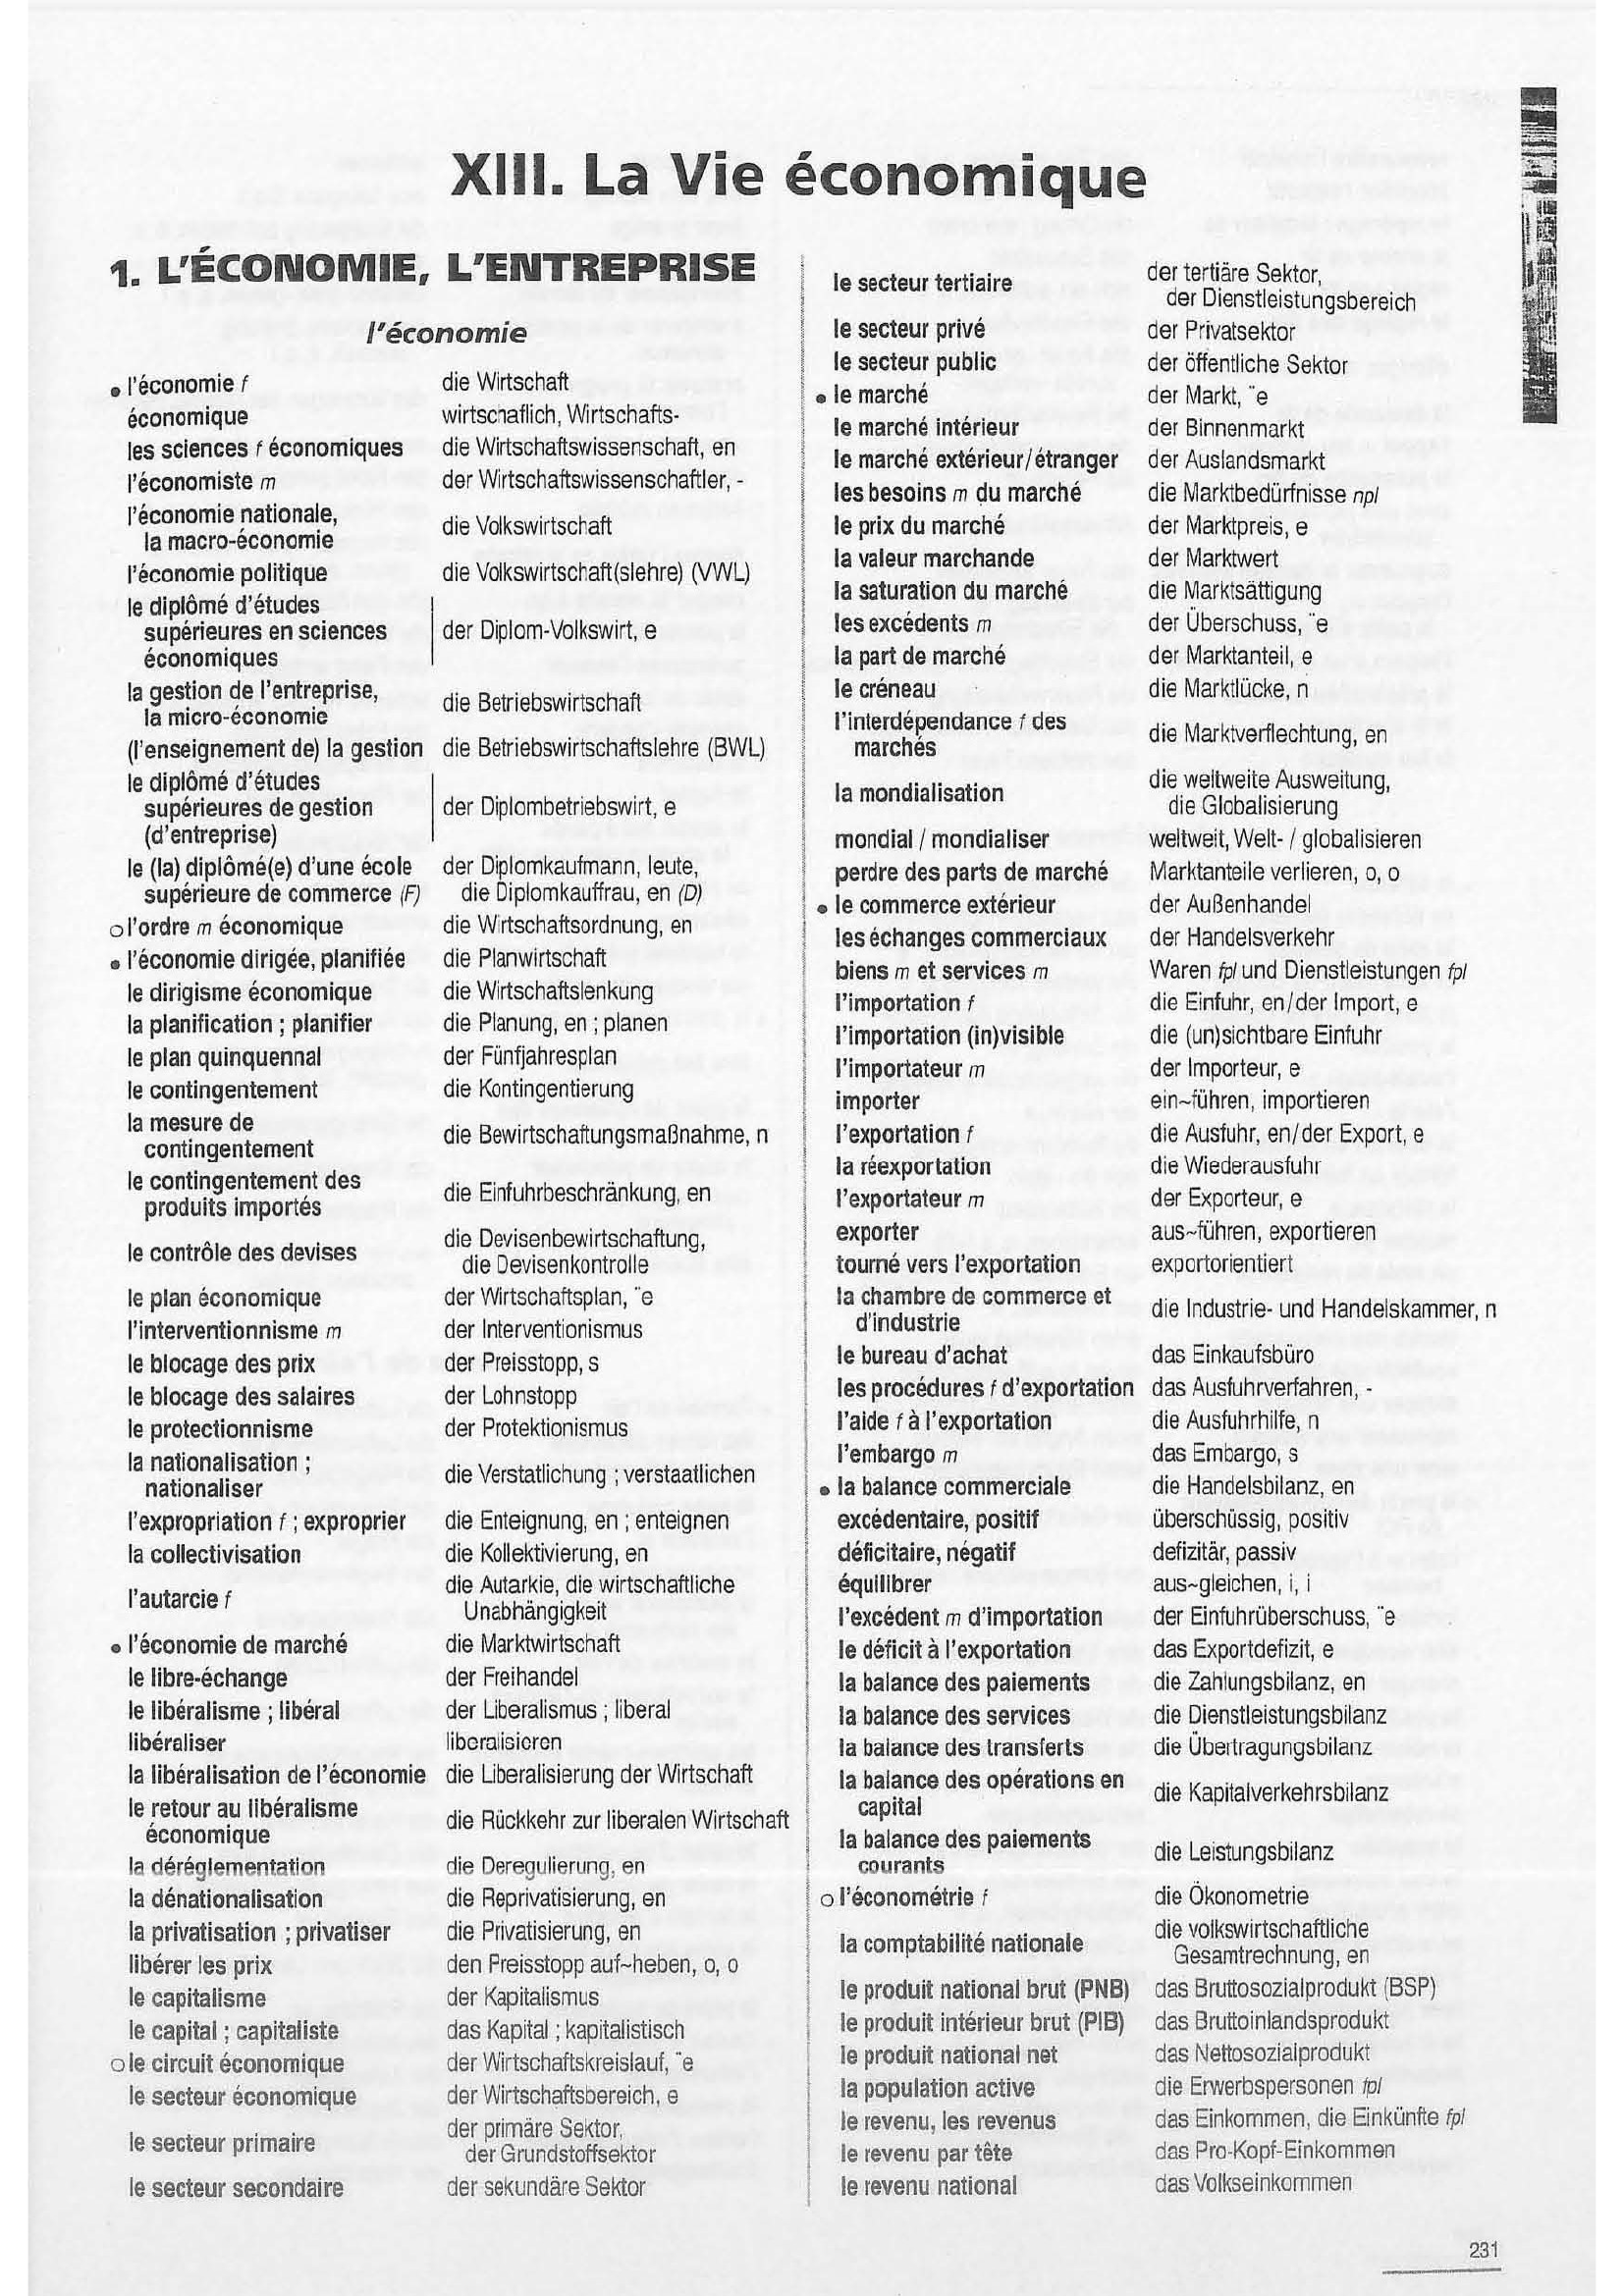 XIII. La Vie économique
1. L'ÉCONOMIE, L'ENTREPRISE
l'économie
• l'économie f die Wirtschaft
économique wirtschaflich, Wirtschafts-
les sciences f économiques die Wirtschaftswissenschaft, en
l'économiste m der Wirtschaftswissenschaftler, -
l'économie nationale,
la macro-économie die Volkswirtschaft
l'économie politique die Volkswirtschaft(slehre) (VWL)
le diplômé d'études
supérieures en sciences der Diplom-Volkswirt, e
économiques
la gestion de l'entreprise,
la micro-économie die Betriebswirtschaft
(l'enseignement de) la gestion die Betriebswirtschaftslehre (BWL)
le diplômé d'études
supérieures de gestion der Diplombetriebswirt, e
(d'entreprise)
le (la) diplômé(e) d'une école der Diplomkaufmann, leute,
supérieure de commerce (F) die Diplomkauffrau, en (D)
o l'ordre m économique die Wirtschaftsordnung, en
• l'économie dirigée, planifiée die Planwirtschaft
le dirigisme économique die Wirtschaftslenkung
la planification ; planifier die Planung, en ; planen
le plan quinquennal der Fünfjahresplan
le contingentement die Kontingentierung
la mesure de
contingentement die Bewirtschaftungsmaßnahme, n
le contingentement des
produits importés die Einfuhrbeschränkung, en
le contrôle des devises die Devisenbewirtschaftung,
die Devisenkontrolle
le plan économique der Wirtschaftsplan, ¨e
l'interventionnisme m der Interventionismus
le blocage des prix der Preisstopp, s
le blocage des salaires der Lohnstopp
le protectionnisme der Protektionismus
la nationalisation ;
nationaliser die Verstatlichung ; verstaatlichen
l'expropriation f ; exproprier die Enteignung, en ; enteignen
la collectivisation die Kollektivierung, en
l'autarcie f die Autarkie, die wirtschaftliche
Unabhängigkeit
• l'économie de marché die Marktwirtschaft
le libre-échange der Freihandel
le libéralisme ; libéral der Liberalismus ; liberal
libéraliser liberalisieren
la libéralisation de l'économie die Liberalisierung der Wirtschaft
le retour au libéralisme
économique die Rückkehr zur liberalen Wirtschaft
la déréglementation die Deregulierung, en
la dénationalisation die Reprivatisierung, en
la privatisation ; privatiser die Privatisierung, en
libérer les prix den Preisstopp auf~heben, o, o
le capitalisme der Kapitalismus
le capital ; capitaliste das Kapital ; kapitalistisch
o le circuit économique der Wirtschaftskreislauf, ¨e
le secteur économique der Wirtschaftsbereich, e
le secteur primaire der primäre Sektor,
der Grundstoffsektor
le secteur secondaire der sekundäre Sektor
le secteur tertiaire der tertiäre Sektor,
der Dienstleistungsbereich
le secteur privé der Privatsektor
le secteur public der öffentliche Sektor
• le marché der Markt, ¨e
le marché intérieur der Binnenmarkt
le marché extérieur/étranger der Auslandsmarkt
les besoins m du marché die Marktbedürfnisse npl
le prix du marché der Marktpreis, e
la valeur marchande der Marktwert
la saturation du marché die Marktsättigung
les excédents m der Überschuss, ¨e
la part de marché der Marktanteil, e
le créneau die Marktlücke, n
l'interdépendance f des
marchés die Marktverflechtung, en
la mondialisation die weltweite Ausweitung,
die Globalisierung
mondial / mondialiser weltweit, Welt- / globalisieren
perdre des parts de marché Marktanteile verlieren, o, o
• le commerce extérieur der Außenhandel
les échanges commerciaux der Handelsverkehr
biens m et services m Waren fpl und Dienstleistungen fpl
l'importation f die Einfuhr, en/der Import, e
l'importation (in)visible die (un)sichtbare Einfuhr
l'importateur m der Importeur, e
importer ein~führen, importieren
l'exportation f die Ausfuhr, en/der Export, e
la réexportation die Wiederausfuhr
l'exportateur m der Exporteur, e
exporter aus~führen, exportieren
tourné vers l'exportation exportorientiert
la chambre de commerce et
d'industrie die Industrie- und Handelskammer, n
le bureau d'achat das Einkaufsbüro
les procédures f d'exportation das Ausfuhrverfahren, -
l'aide f à l'exportation die Ausfuhrhilfe, n
l'embargo m das Embargo, s
• la balance commerciale die Handelsbilanz, en
excédentaire, positif überschüssig, positiv
déficitaire, négatif defizitär, passiv
équilibrer aus~gleichen, i, i
l'excédent m d'importation der Einfuhrüberschuss, ¨e
le déficit à l'exportation das Exportdefizit, e
la balance des paiements die Zahlungsbilanz, en
la balance des services die Dienstleistungsbilanz
la balance des transferts die Übertragungsbilanz
la balance des opérations en
capital die Kapitalverkehrsbilanz
la balance des paiements
courants die Leistungsbilanz
o l'économétrie f die Ökonometrie
la comptabilité nationale die volkswirtschaftliche
Gesamtrechnung, en
le produit national brut (PNB) das Bruttosozialprodukt (BSP)
le produit intérieur brut (PIB) das Bruttoinlandsprodukt
le produit national net das Nettosozialprodukt
la population active die Erwerbspersonen fpl
le revenu, les revenus das Einkommen, die Einkünfte fpl
le revenu par tête das Pro-Kopf-Einkommen
le revenu national das Volkseinkommen
231